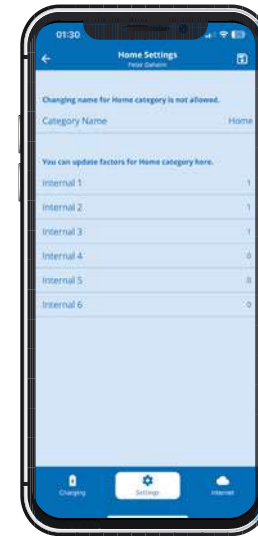 01:30
Home Settings
Peter Dahelm
Changing name for Home category is not allowed.
Category Name Home
You can update factors for Home category here.
Internal 1 1
Internal 2 1
Internal 3 1
Internal 4 0
Internal 5 0
Internal 6 0
Charging Settings Internet